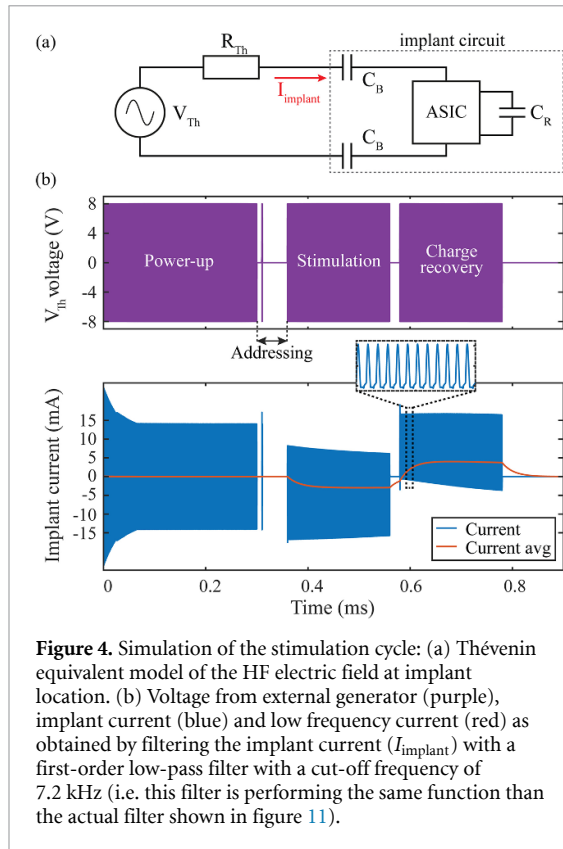 (a)
implant circuit
R_Th
I_implant
C_B
V_Th
ASIC
C_R
C_B
(b)
V_Th voltage (V)
8
4
0
-4
-8
Power-up
Stimulation
Charge
recovery
Addressing
Implant current (mA)
15
10
5
0
-5
-10
-15
Current
Current avg
0
0.2
0.4
0.6
0.8
Time (ms)
Figure 4. Simulation of the stimulation cycle: (a) Thévenin
equivalent model of the HF electric field at implant
location. (b) Voltage from external generator (purple),
implant current (blue) and low frequency current (red) as
obtained by filtering the implant current (I_implant) with a
first-order low-pass filter with a cut-off frequency of
7.2 kHz (i.e. this filter is performing the same function than
the actual filter shown in figure 11).